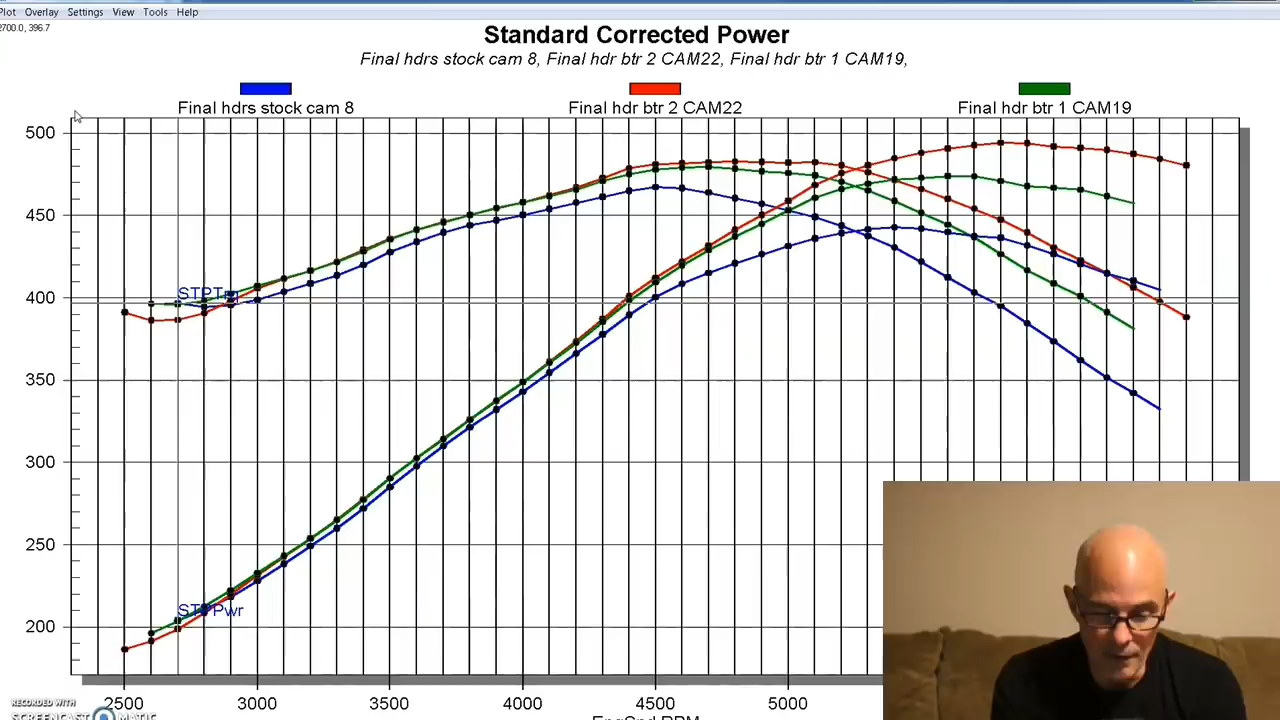 Plot Overlay Settings View Tools Help
2700.0, 396.7
Standard Corrected Power
Final hdrs stock cam 8, Final hdr btr 2 CAM22, Final hdr btr 1 CAM19,
Final hdrs stock cam 8
Final hdr btr 2 CAM22
Final hdr btr 1 CAM19
500
450
400
350
300
250
200
STPPwr
2500 3000 3500 4000 4500 5000
RPM
RECORDED WITH
SCREENCAST MATIC